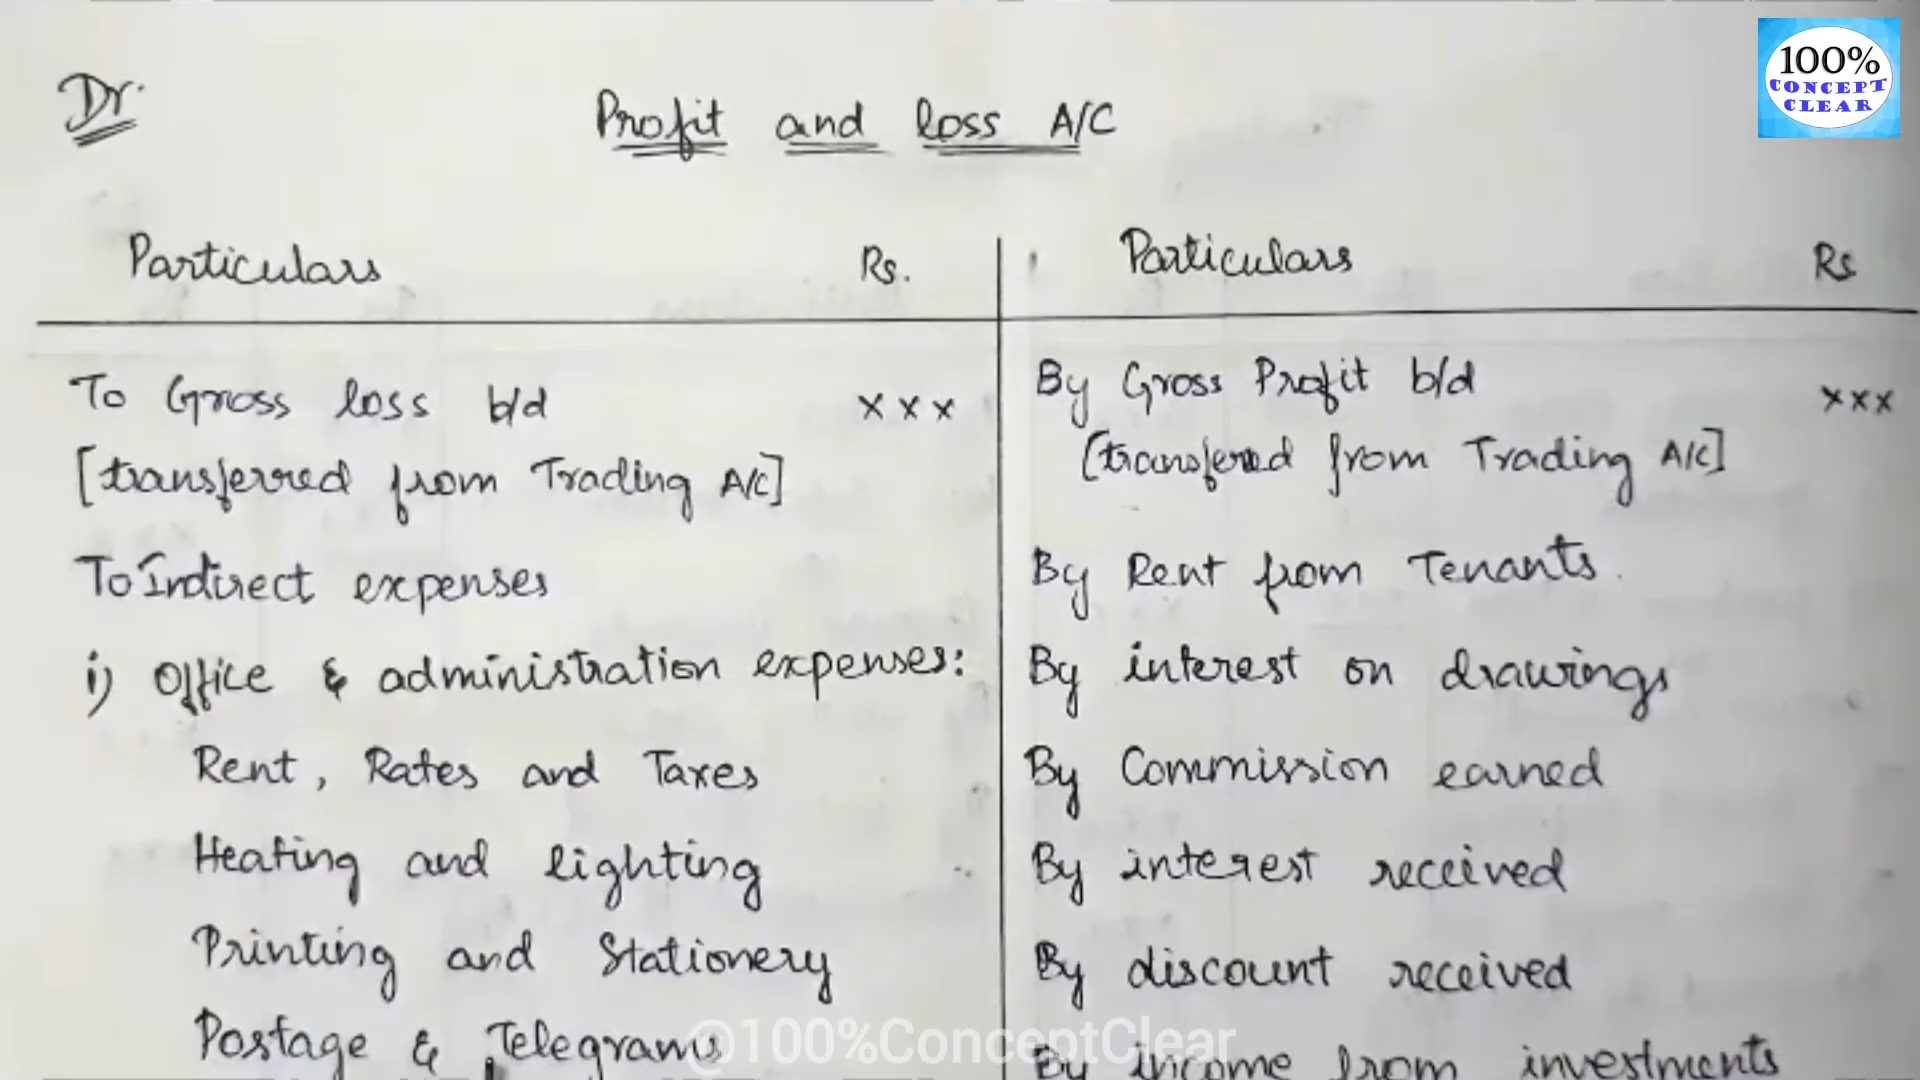 100%
CONCEPT
CLEAR
Dr.
Profit and loss A/C
Particulars Rs. Particulars Rs
To Gross loss b/d xxx
[transferred from Trading A/C]
To Indirect expenses
i) Office & administration expenses:
Rent, Rates and Taxes
Heating and lighting
Printing and Stationery
Postage & Telegrams
By Gross Profit b/d xxx
[transferred from Trading A/C]
By Rent from Tenants
By interest on drawings
By Commission earned
By interest received
By discount received
By income from investments
@100%ConceptClear